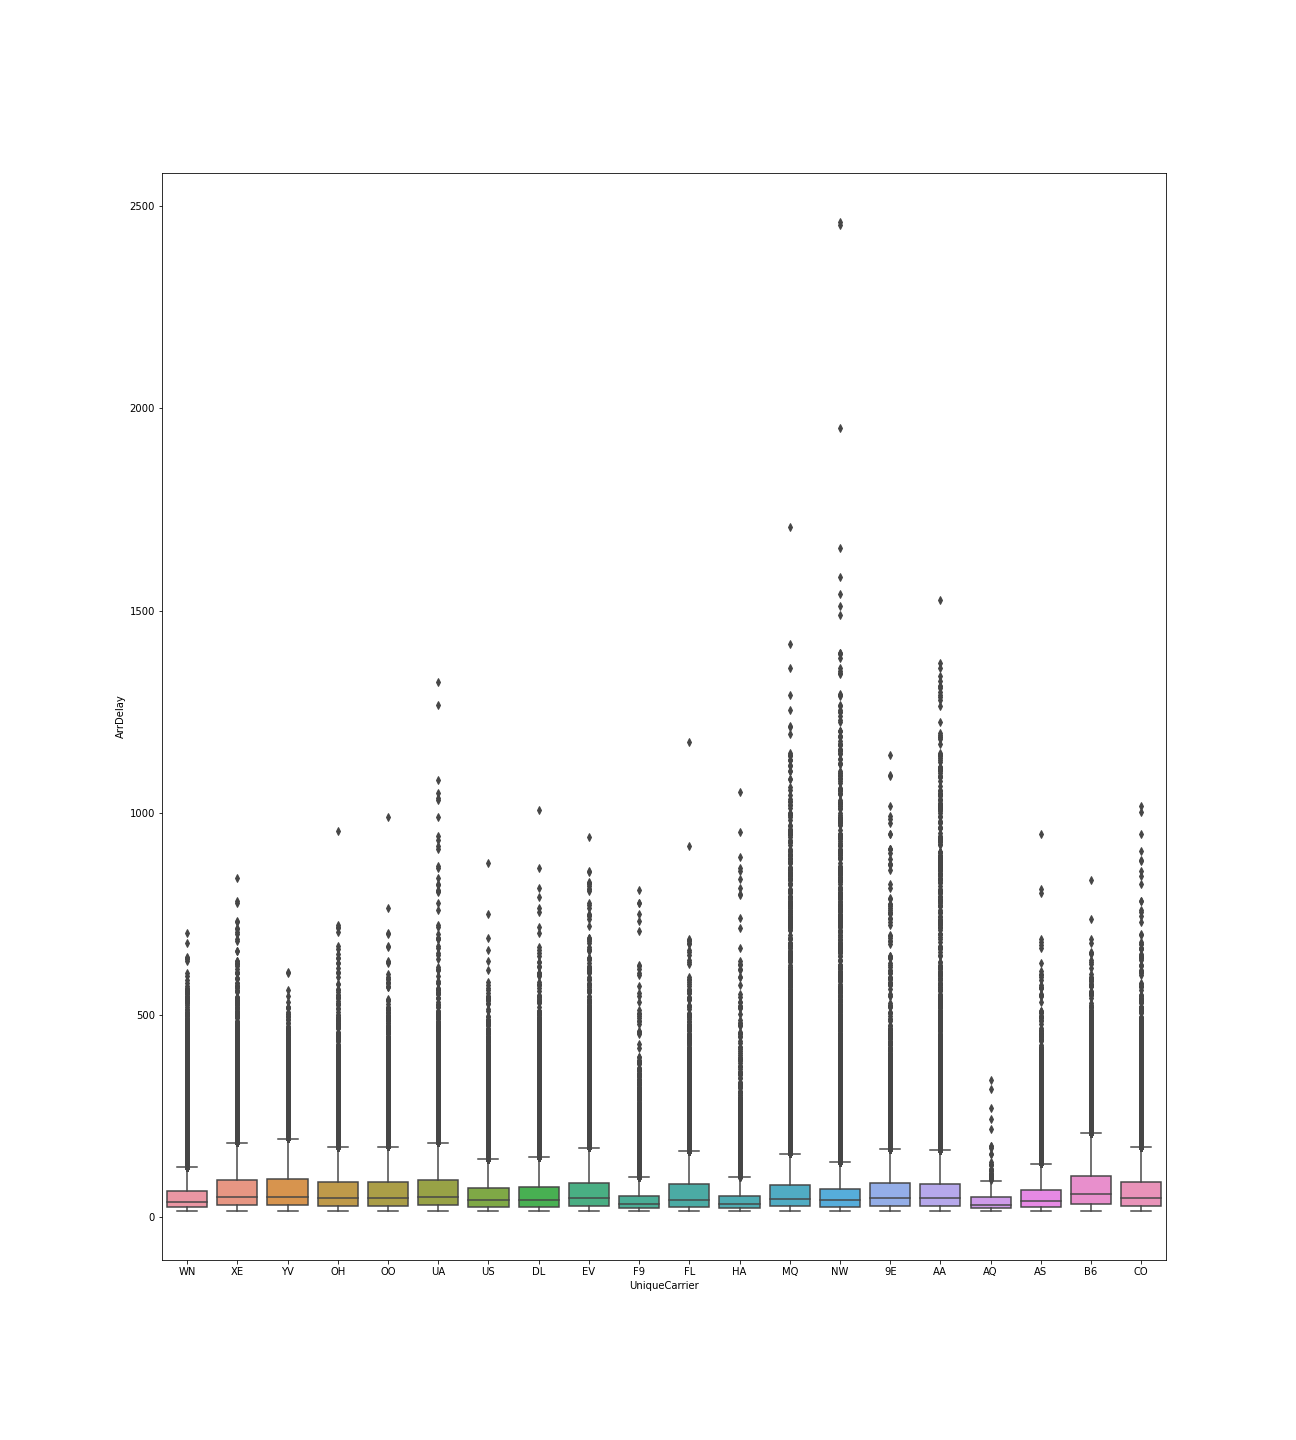 2500
2000
1500
1000
500
0
ArrDelay
WN XE YV OH OO UA US DL EV F9 FL HA MQ NW 9E AA AQ AS B6 CO
UniqueCarrier